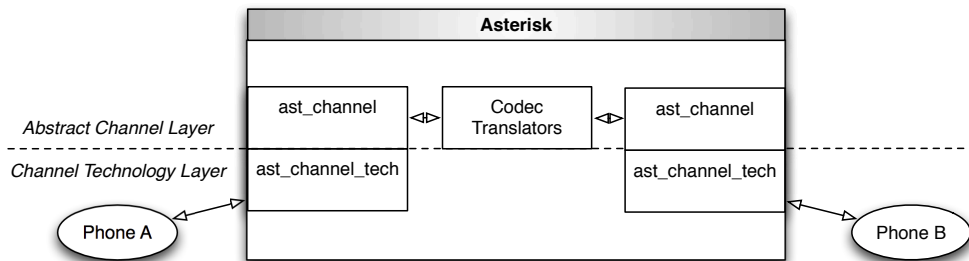 Asterisk
ast_channel
Codec
Translators
ast_channel
Abstract Channel Layer
Channel Technology Layer
ast_channel_tech
ast_channel_tech
Phone A
Phone B